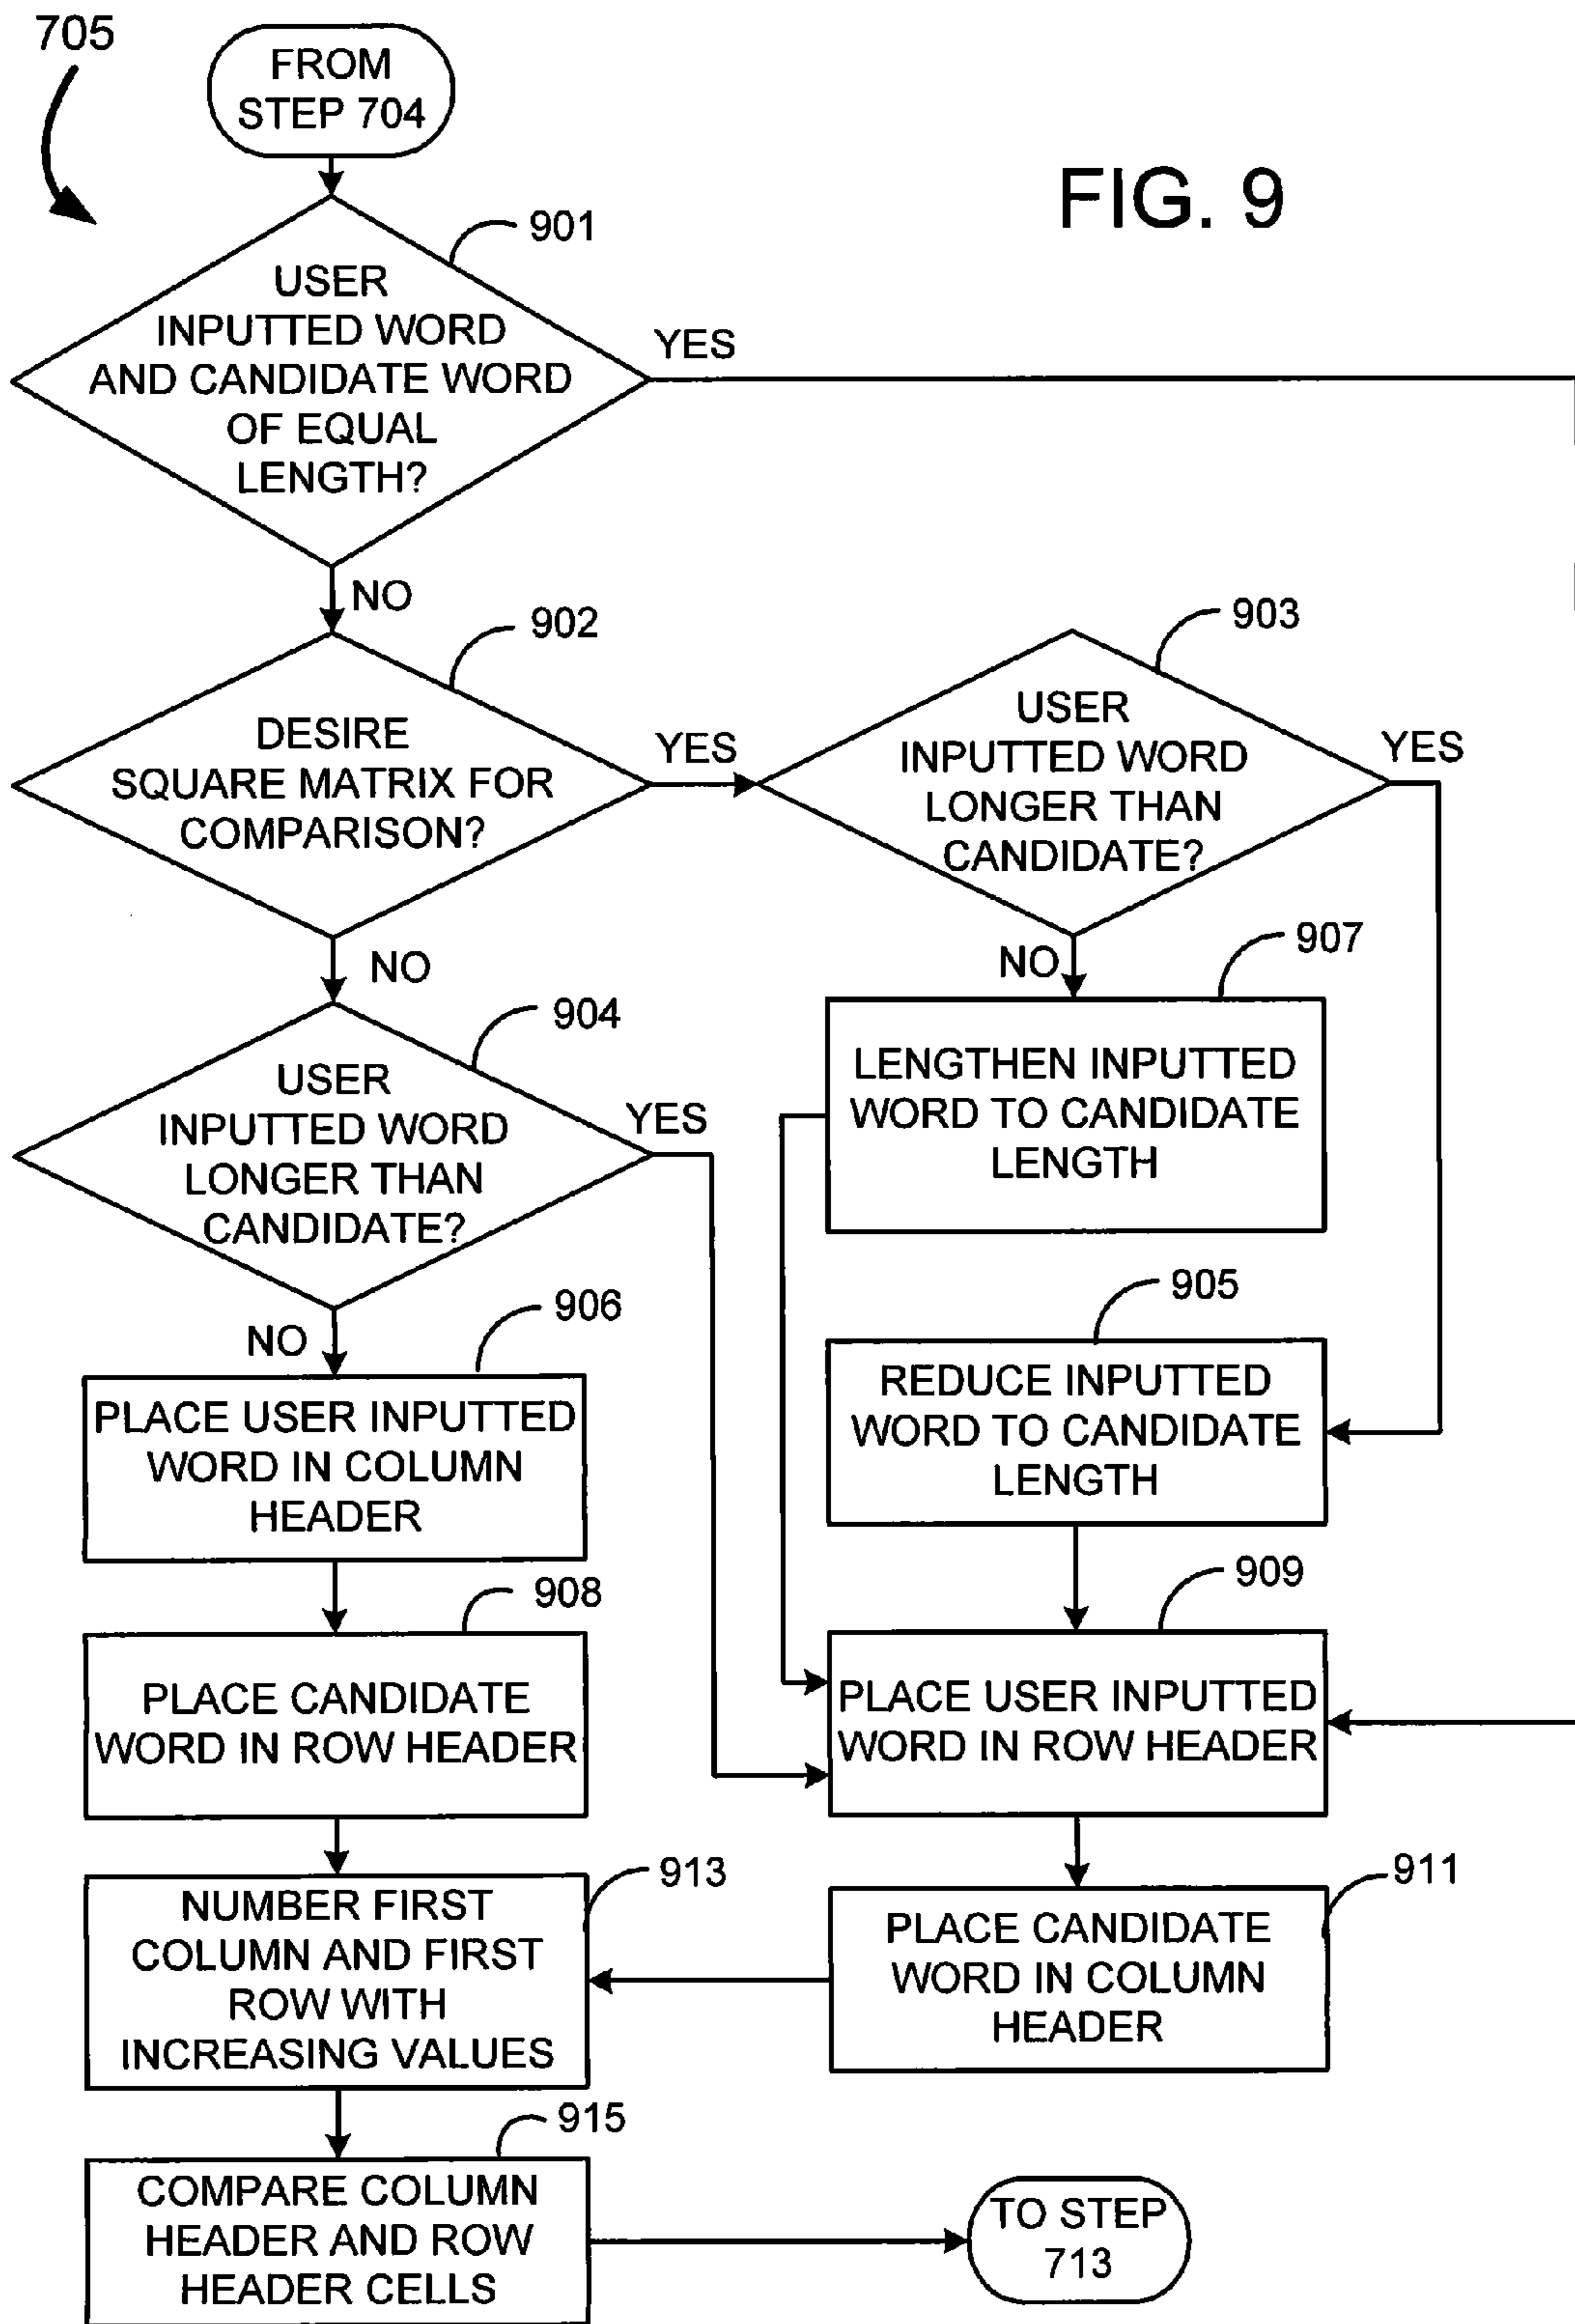 705
FROM
STEP 704
FIG. 9
901
USER
INPUTTED WORD
AND CANDIDATE WORD
OF EQUAL
LENGTH?
YES
NO
902
DESIRE
SQUARE MATRIX FOR
COMPARISON?
YES
903
USER
INPUTTED WORD
LONGER THAN
CANDIDATE?
YES
NO
NO
907
LENGTHEN INPUTTED
WORD TO CANDIDATE
LENGTH
904
USER
INPUTTED WORD
LONGER THAN
CANDIDATE?
YES
NO
905
REDUCE INPUTTED
WORD TO CANDIDATE
LENGTH
906
PLACE USER INPUTTED
WORD IN COLUMN
HEADER
908
PLACE CANDIDATE
WORD IN ROW HEADER
909
PLACE USER INPUTTED
WORD IN ROW HEADER
913
NUMBER FIRST
COLUMN AND FIRST
ROW WITH
INCREASING VALUES
911
PLACE CANDIDATE
WORD IN COLUMN
HEADER
915
COMPARE COLUMN
HEADER AND ROW
HEADER CELLS
TO STEP
713